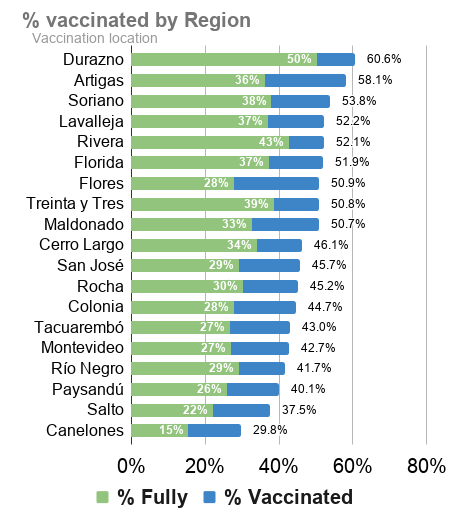 % vaccinated by Region
Vaccination location
Durazno 50% 60.6%
Artigas 36% 58.1%
Soriano 38% 53.8%
Lavalleja 37% 52.2%
Rivera 43% 52.1%
Florida 37% 51.9%
Flores 28% 50.9%
Treinta y Tres 39% 50.8%
Maldonado 33% 50.7%
Cerro Largo 34% 46.1%
San José 29% 45.7%
Rocha 30% 45.2%
Colonia 28% 44.7%
Tacuarembó 27% 43.0%
Montevideo 27% 42.7%
Río Negro 29% 41.7%
Paysandú 26% 40.1%
Salto 22% 37.5%
Canelones 15% 29.8%
0% 20% 40% 60% 80%
% Fully % Vaccinated